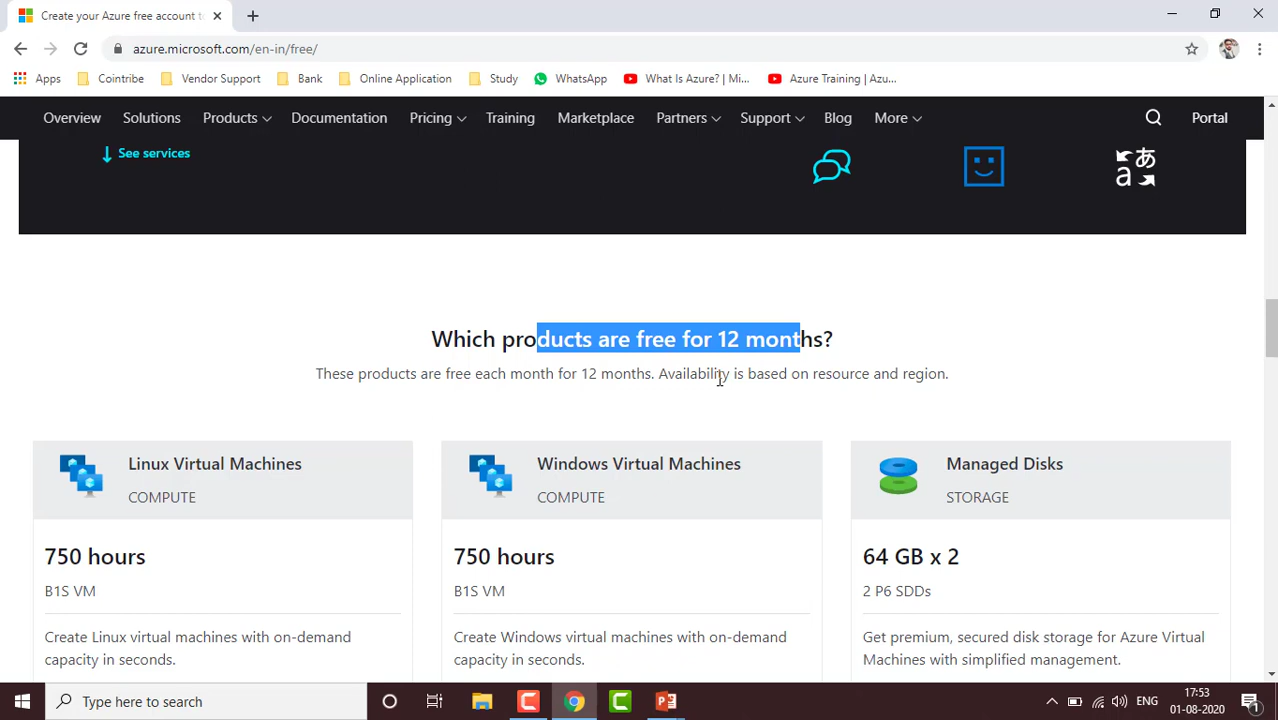 Create your Azure free account t
azure.microsoft.com/en-in/free/
Apps Cointribe Vendor Support Bank Online Application Study WhatsApp What Is Azure? | Mi... Azure Training | Azu...
Overview Solutions Products Documentation Pricing Training Marketplace Partners Support Blog More Portal
See services
a あ
Which products are free for 12 months?
These products are free each month for 12 months. Availability is based on resource and region.
Linux Virtual Machines
COMPUTE
750 hours
B1S VM
Create Linux virtual machines with on-demand
capacity in seconds.
Windows Virtual Machines
COMPUTE
750 hours
B1S VM
Create Windows virtual machines with on-demand
capacity in seconds.
Managed Disks
STORAGE
64 GB x 2
2 P6 SDDs
Get premium, secured disk storage for Azure Virtual
Machines with simplified management.
Type here to search
ENG
17:53
01-08-2020
1